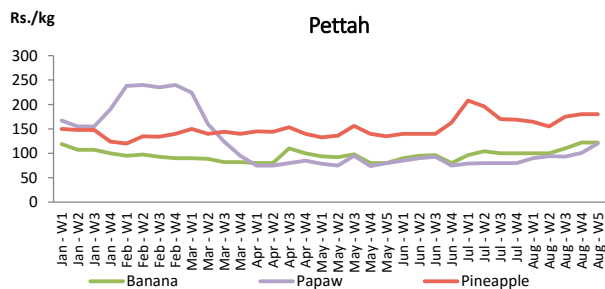 Rs./kg
Pettah
300
250
200
150
100
50
0
Jan - W1
Jan - W2
Jan - W3
Jan - W4
Feb - W1
Feb - W2
Feb - W3
Feb - W4
Mar - W1
Mar - W2
Mar - W3
Mar - W4
Apr - W1
Apr - W2
Apr - W3
Apr - W4
May - W1
May - W2
May - W3
May - W4
May - W5
Jun - W1
Jun - W2
Jun - W3
Jun - W4
Jul - W1
Jul - W2
Jul - W3
Jul - W4
Aug - W1
Aug - W2
Aug - W3
Aug - W4
Aug - W5
Banana Papaw Pineapple